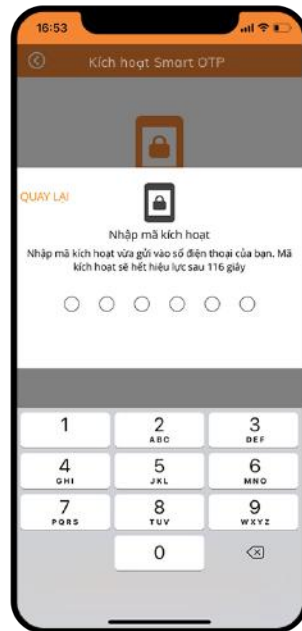 16:53
Kích hoạt Smart OTP
QUAY LẠI
Nhập mã kích hoạt
Nhập mã kích hoạt vừa gửi vào số điện thoại của bạn. Mã
kích hoạt sẽ hết hiệu lực sau 116 giây
1 2 3
ABC DEF
4 5 6
GHI JKL MNO
7 8 9
PQRS TUV WXYZ
0